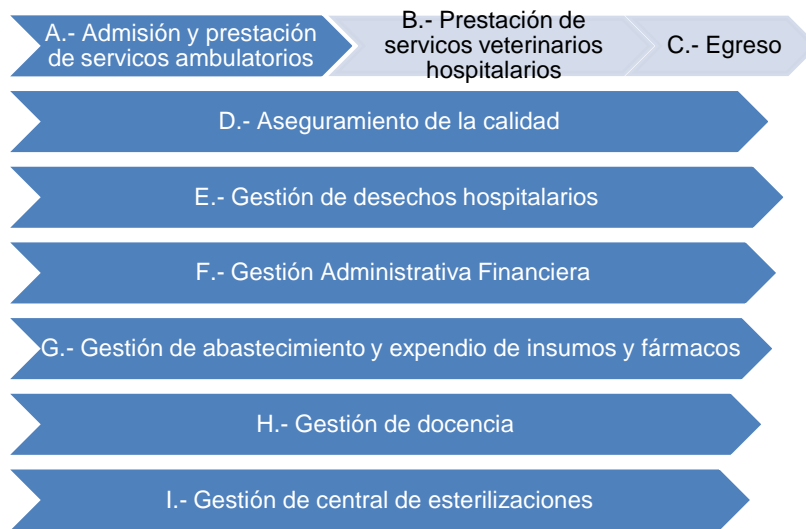 A.- Admisión y prestación
de servicos ambulatorios
B.- Prestación de
servicos veterinarios
hospitalarios
C.- Egreso
D.- Aseguramiento de la calidad
E.- Gestión de desechos hospitalarios
F.- Gestión Administrativa Financiera
G.- Gestión de abastecimiento y expendio de insumos y fármacos
H.- Gestión de docencia
I.- Gestión de central de esterilizaciones